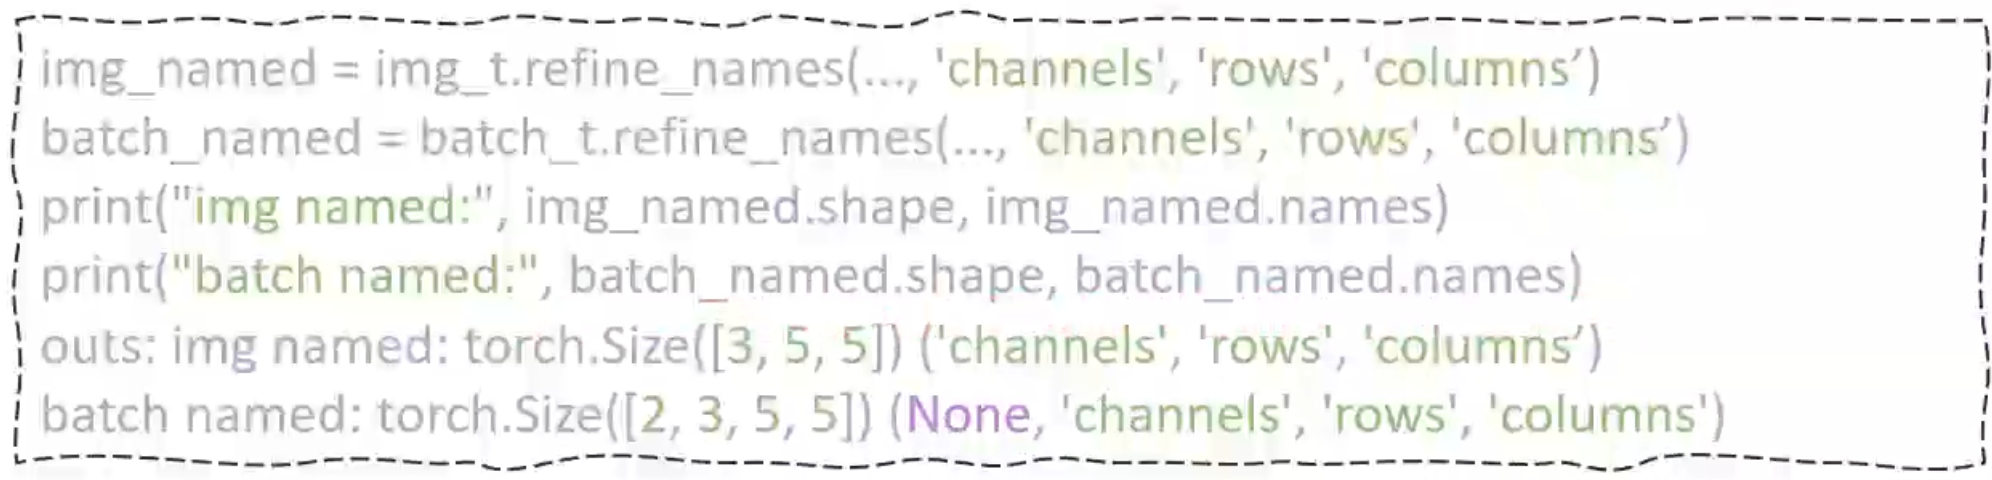 img_named = img_t.refine_names(..., 'channels', 'rows', 'columns’)
batch_named = batch_t.refine_names(..., 'channels', 'rows', 'columns’)
print("img named:", img_named.shape, img_named.names)
print("batch named:", batch_named.shape, batch_named.names)
outs: img named: torch.Size([3, 5, 5]) ('channels', 'rows', 'columns’)
batch named: torch.Size([2, 3, 5, 5]) (None, 'channels', 'rows', 'columns')